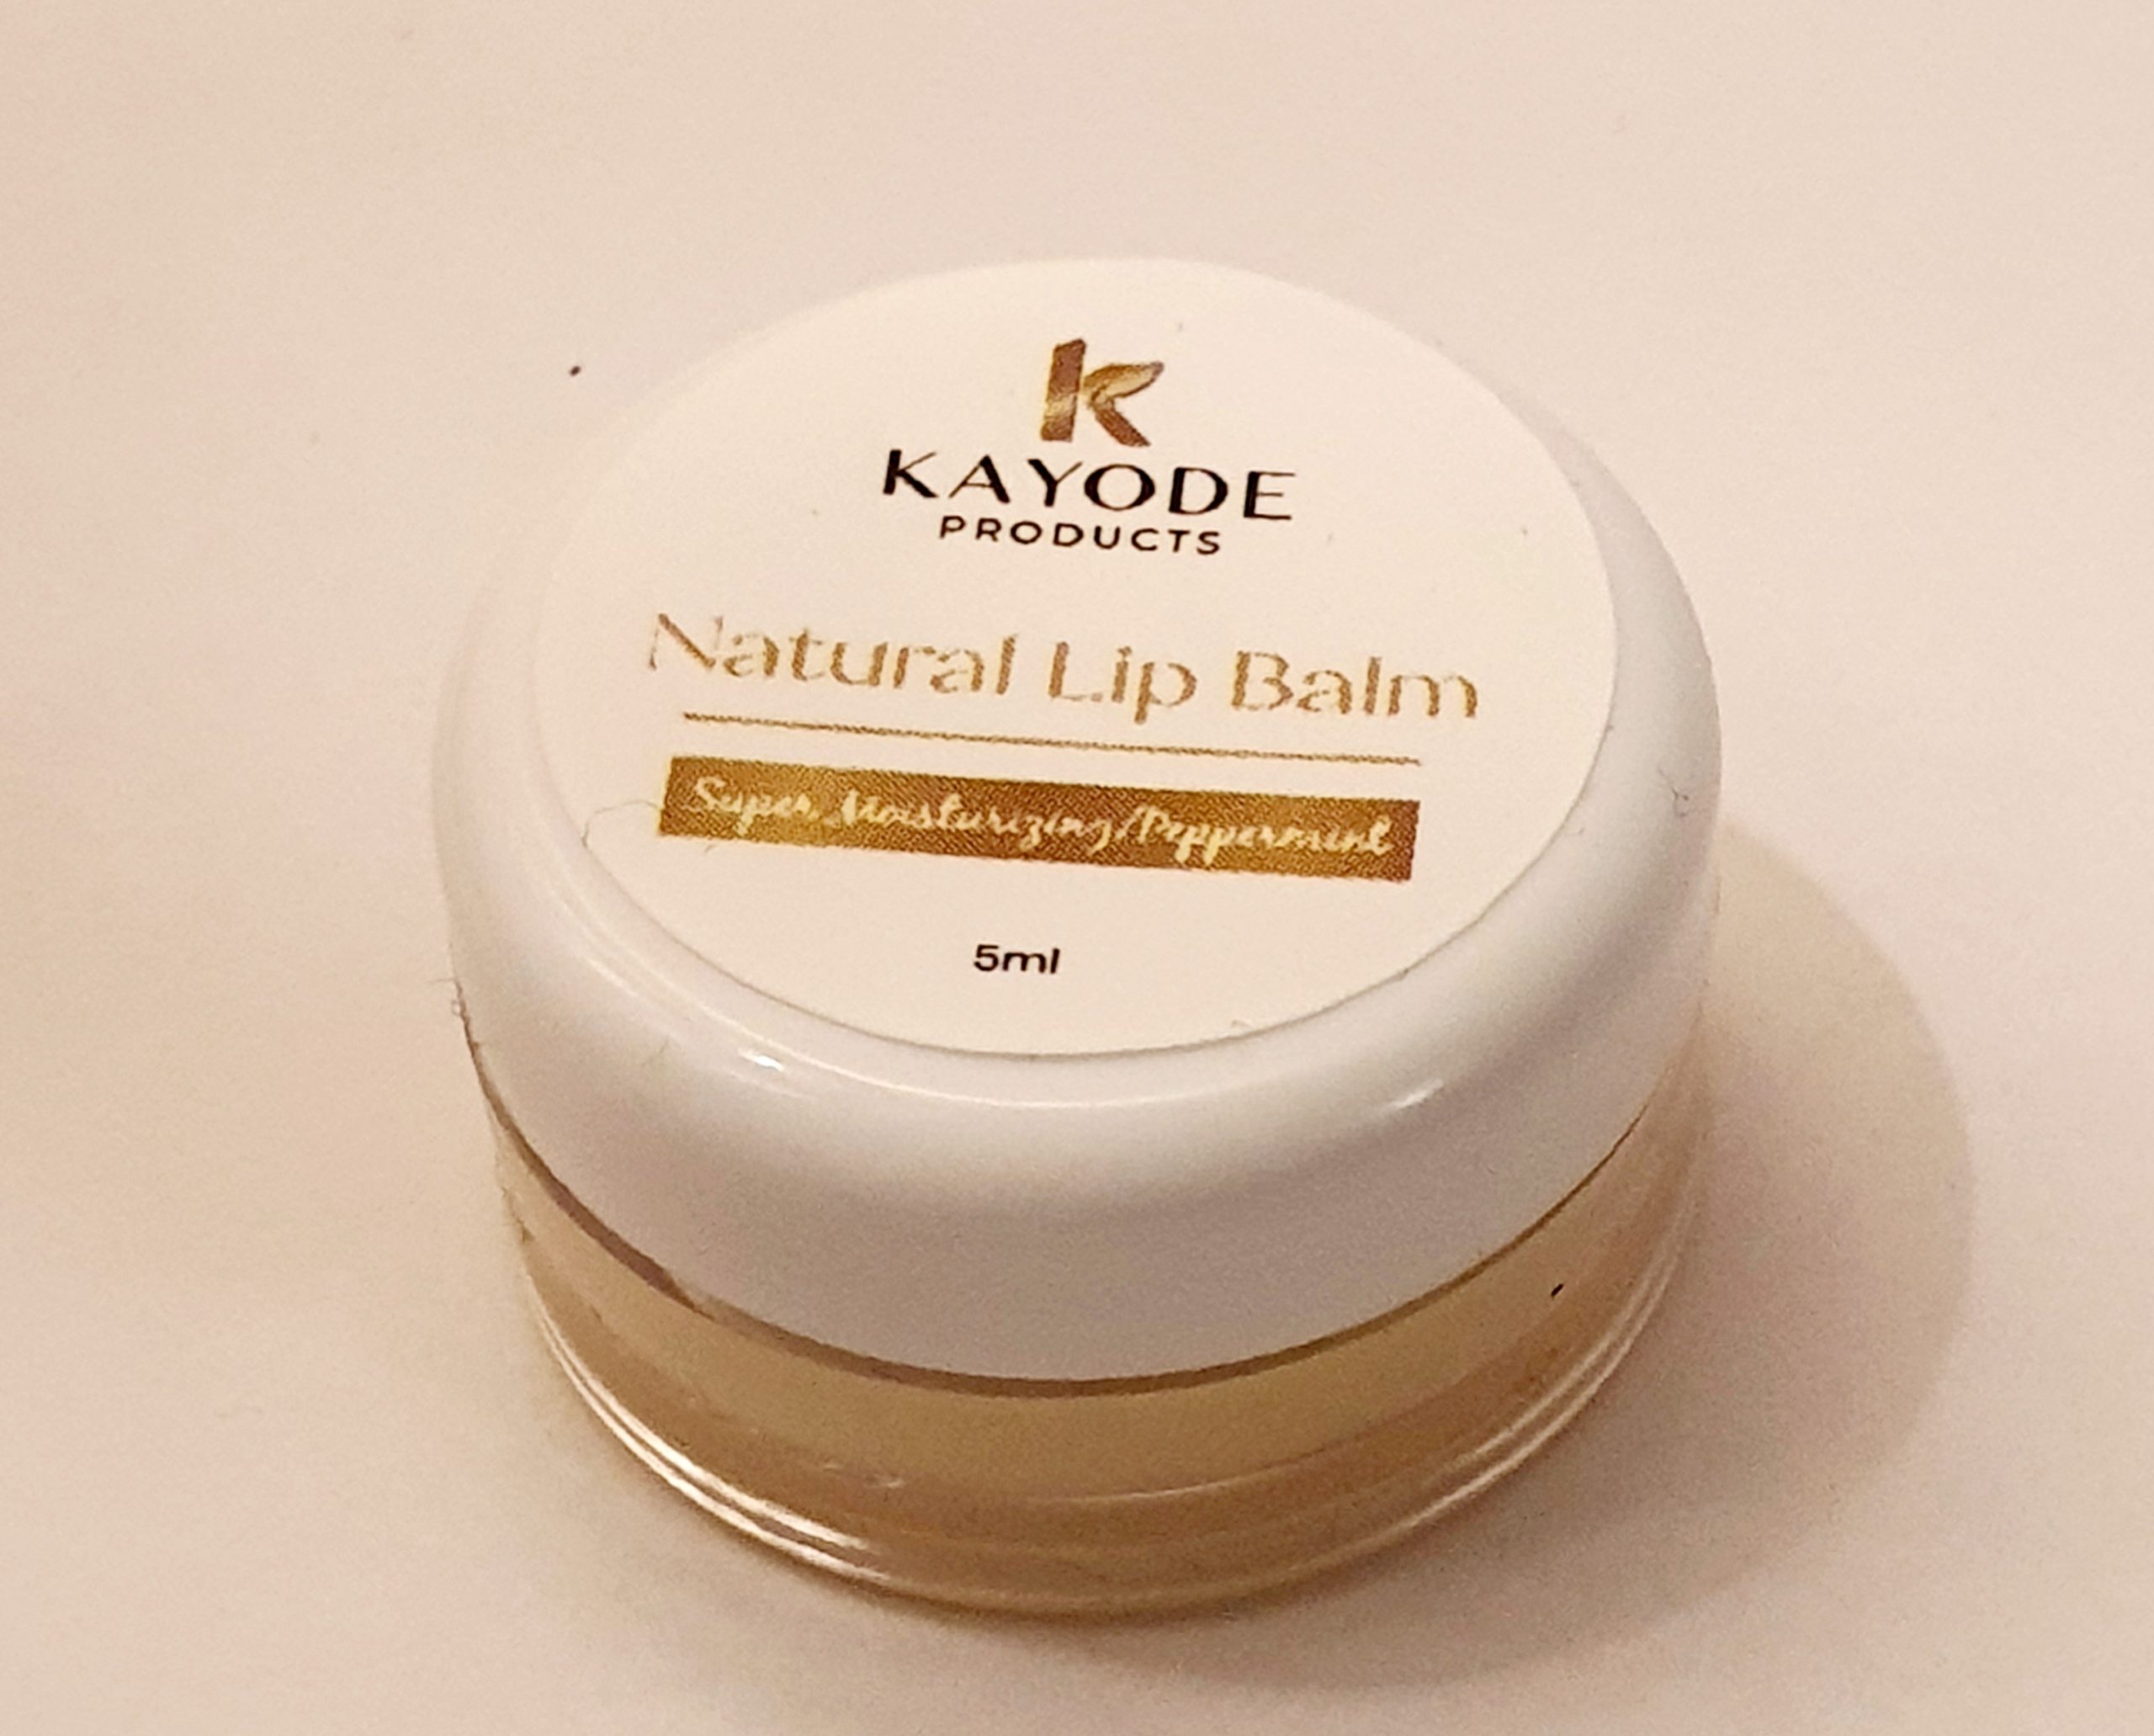 K
KAYODE
PRODUCTS
Natural Lip Balm
Super Moisturizing/Peppermint
5ml